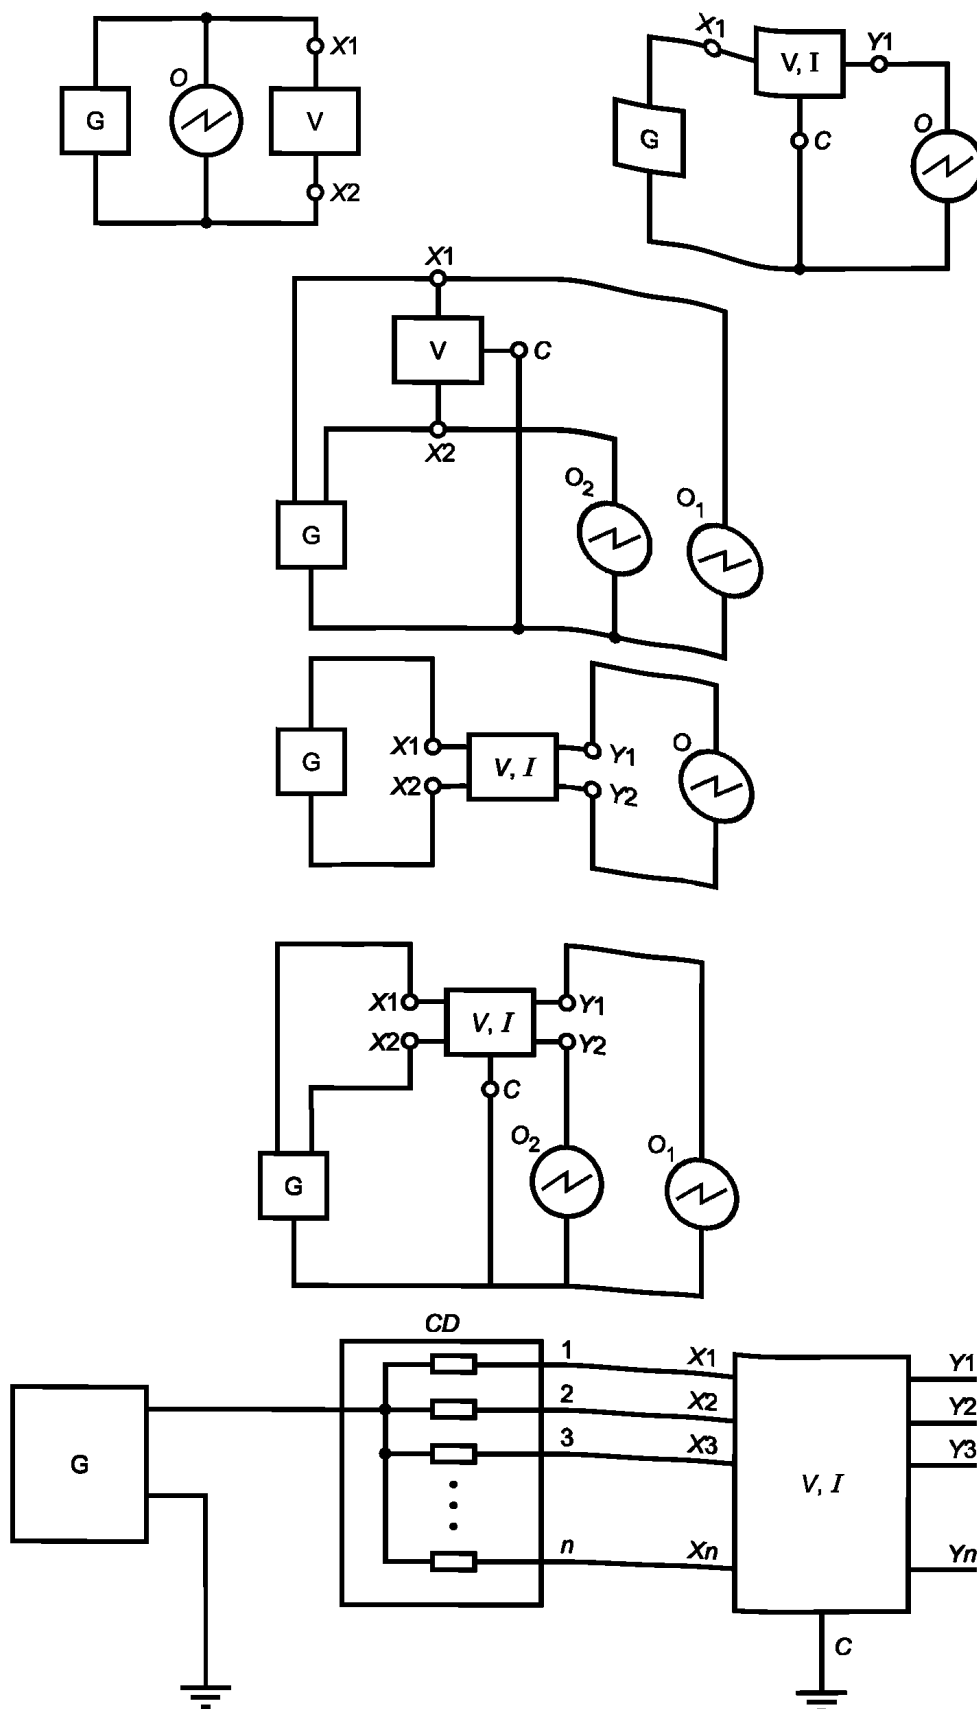 X1
O
G
V
X2
X1
V, I
Y1
G
C
O
X1
V
C
X2
O2
O1
G
X1
X2
V, I
Y1
Y2
G
O
X1
X2
V, I
Y1
Y2
C
O2
O1
G
CD
1
X1
Y1
2
X2
Y2
3
X3
Y3
G
V, I
n
Xn
Yn
C